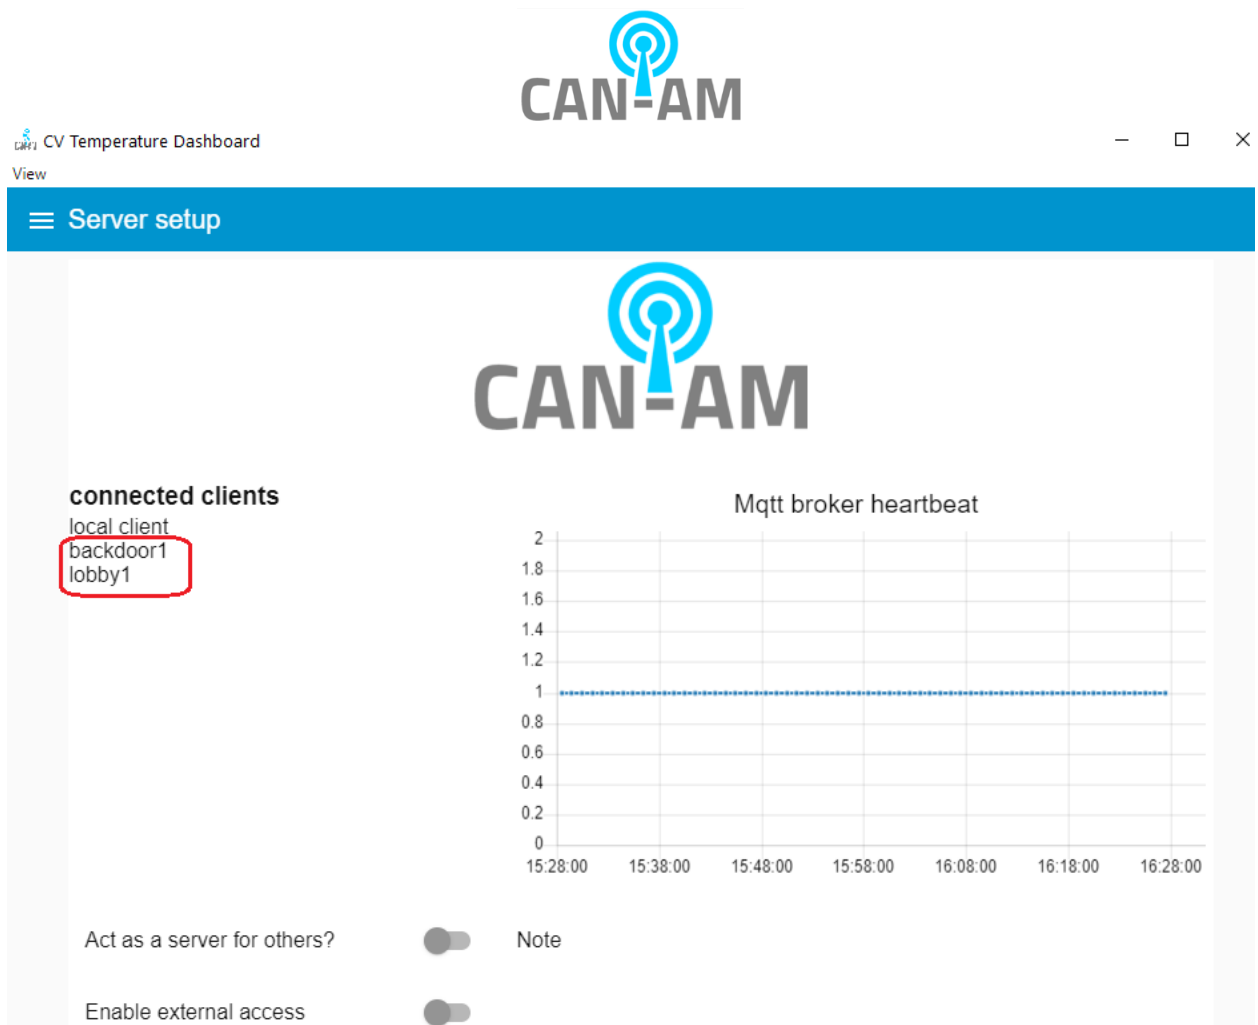 CAN-AM
CV Temperature Dashboard
View
Server setup
CAN-AM
connected clients
local client
backdoor1
lobby1
Mqtt broker heartbeat
2
1.8
1.6
1.4
1.2
1
0.8
0.6
0.4
0.2
0
15:28:00 15:38:00 15:48:00 15:58:00 16:08:00 16:18:00 16:28:00
Act as a server for others? Note
Enable external access